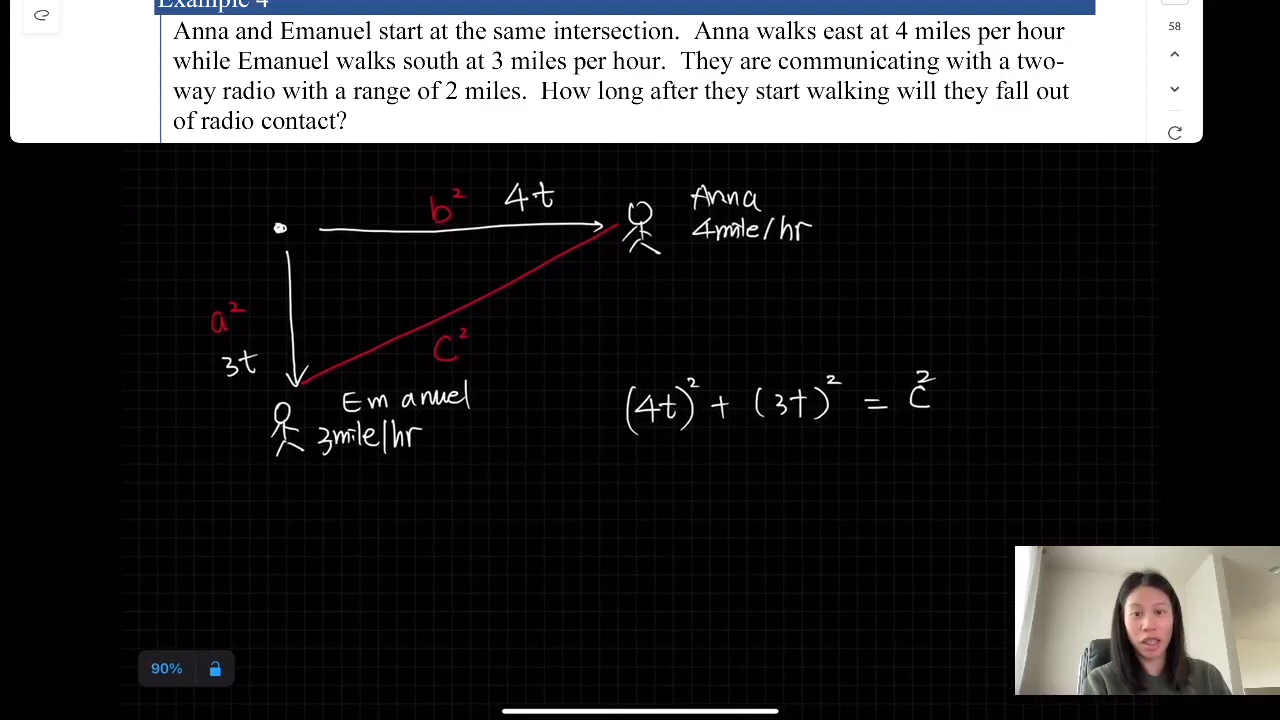 Example 4
58
Anna and Emanuel start at the same intersection. Anna walks east at 4 miles per hour
while Emanuel walks south at 3 miles per hour. They are communicating with a two-
way radio with a range of 2 miles. How long after they start walking will they fall out
of radio contact?
b² 4t
Anna
4mile/hr
a²
3t
c²
Emanuel
3mile/hr
(4t)² + (3t)² = c²
90%